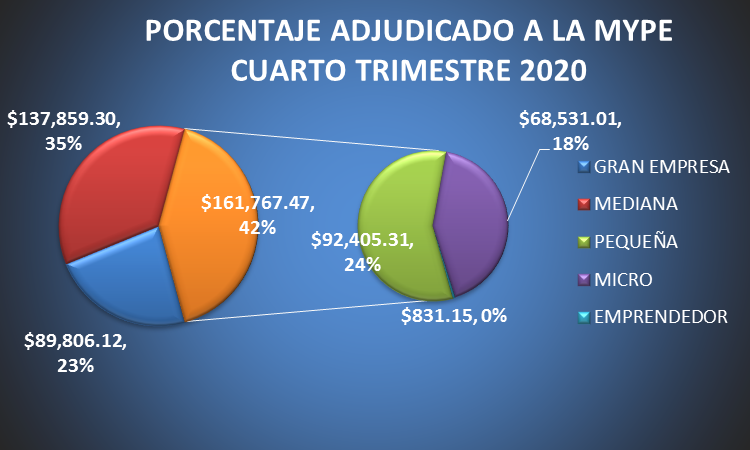 PORCENTAJE ADJUDICADO A LA MYPE
CUARTO TRIMESTRE 2020
$137,859.30,
35%
$161,767.47,
42%
$89,806.12,
23%
$92,405.31,
24%
$68,531.01,
18%
$831.15, 0%
GRAN EMPRESA
MEDIANA
PEQUEÑA
MICRO
EMPRENDEDOR